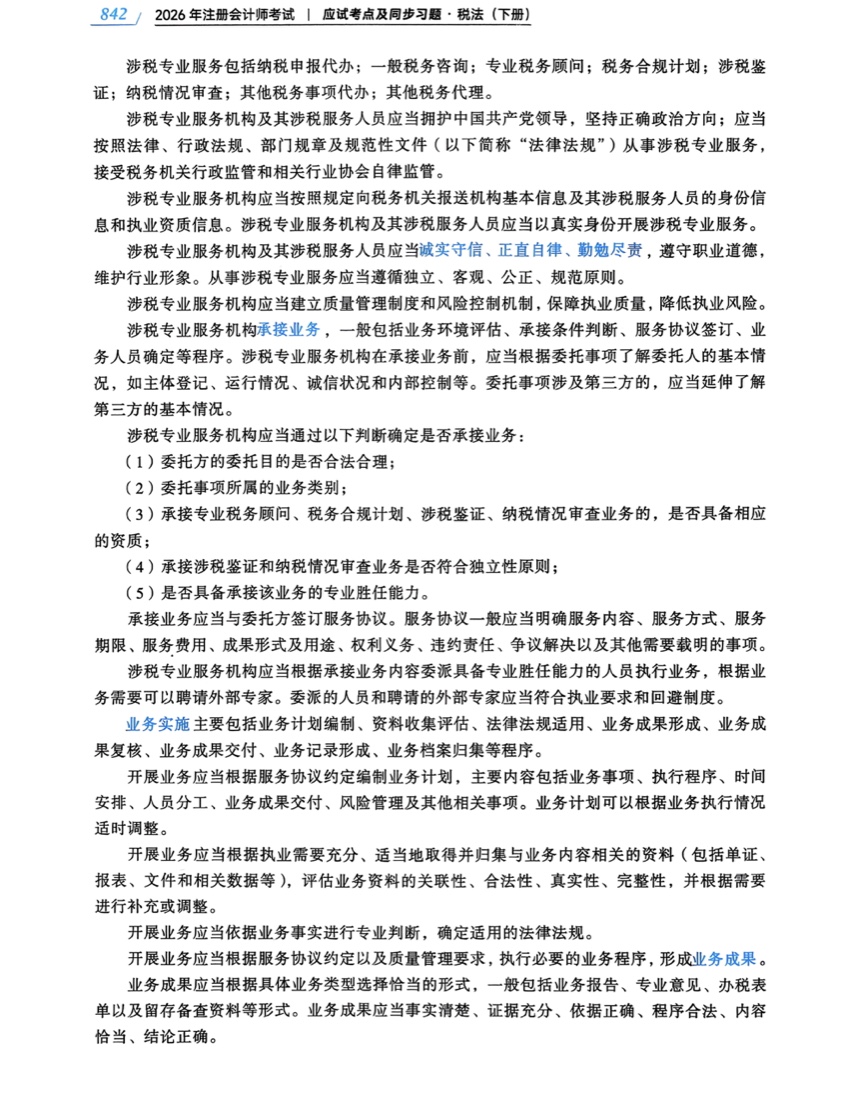 842 / 2026年注册会计师考试 | 应试考点及同步习题·税法（下册）
涉税专业服务包括纳税申报代办；一般税务咨询；专业税务顾问；税务合规计划；涉税鉴
证；纳税情况审查；其他税务事项代办；其他税务代理。
涉税专业服务机构及其涉税服务人员应当拥护中国共产党领导，坚持正确政治方向；应当
按照法律、行政法规、部门规章及规范性文件（以下简称“法律法规”）从事涉税专业服务，
接受税务机关行政监管和相关行业协会自律监管。
涉税专业服务机构应当按照规定向税务机关报送机构基本信息及其涉税服务人员的身份信
息和执业资质信息。涉税专业服务机构及其涉税服务人员应当以真实身份开展涉税专业服务。
涉税专业服务机构及其涉税服务人员应当诚实守信、正直自律、勤勉尽责，遵守职业道德，
维护行业形象。从事涉税专业服务应当遵循独立、客观、公正、规范原则。
涉税专业服务机构应当建立质量管理制度和风险控制机制，保障执业质量，降低执业风险。
涉税专业服务机构承接业务，一般包括业务环境评估、承接条件判断、服务协议签订、业
务人员确定等程序。涉税专业服务机构在承接业务前，应当根据委托事项了解委托人的基本情
况，如主体登记、运行情况、诚信状况和内部控制等。委托事项涉及第三方的，应当延伸了解
第三方的基本情况。
涉税专业服务机构应当通过以下判断确定是否承接业务：
（1）委托方的委托目的是否合法合理；
（2）委托事项所属的业务类别；
（3）承接专业税务顾问、税务合规计划、涉税鉴证、纳税情况审查业务的，是否具备相应
的资质；
（4）承接涉税鉴证和纳税情况审查业务是否符合独立性原则；
（5）是否具备承接该业务的专业胜任能力。
承接业务应当与委托方签订服务协议。服务协议一般应当明确服务内容、服务方式、服务
期限、服务费用、成果形式及用途、权利义务、违约责任、争议解决以及其他需要载明的事项。
涉税专业服务机构应当根据承接业务内容委派具备专业胜任能力的人员执行业务，根据业
务需要可以聘请外部专家。委派的人员和聘请的外部专家应当符合执业要求和回避制度。
业务实施主要包括业务计划编制、资料收集评估、法律法规适用、业务成果形成、业务成
果复核、业务成果交付、业务记录形成、业务档案归集等程序。
开展业务应当根据服务协议约定编制业务计划，主要内容包括业务事项、执行程序、时间
安排、人员分工、业务成果交付、风险管理及其他相关事项。业务计划可以根据业务执行情况
适时调整。
开展业务应当根据执业需要充分、适当地取得并归集与业务内容相关的资料（包括单证、
报表、文件和相关数据等），评估业务资料的关联性、合法性、真实性、完整性，并根据需要
进行补充或调整。
开展业务应当依据业务事实进行专业判断，确定适用的法律法规。
开展业务应当根据服务协议约定以及质量管理要求，执行必要的业务程序，形成业务成果。
业务成果应当根据具体业务类型选择恰当的形式，一般包括业务报告、专业意见、办税表
单以及留存备查资料等形式。业务成果应当事实清楚、证据充分、依据正确、程序合法、内容
恰当、结论正确。